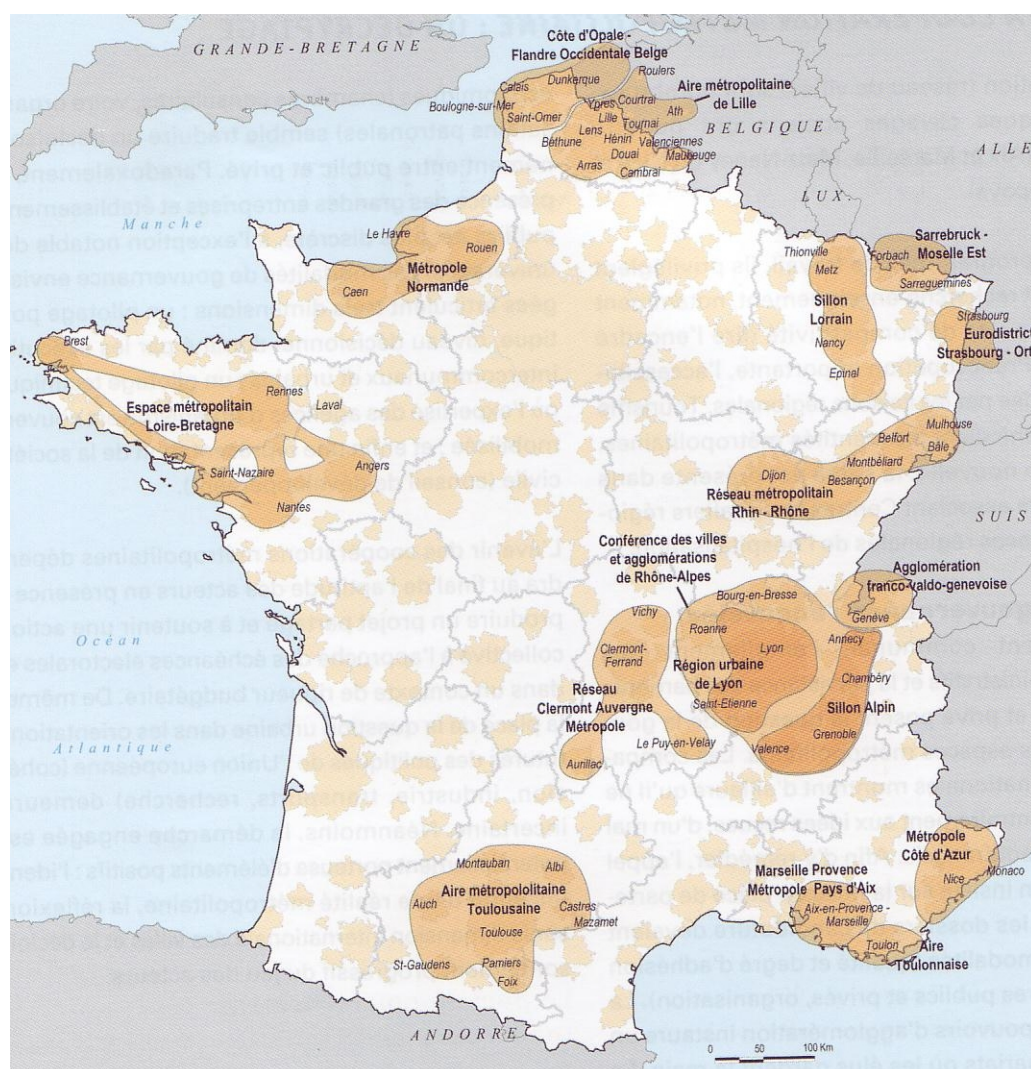 GRANDE-BRETAGNE
Côte d'Opale -
Flandre Occidentale Belge
Dunkerque
Roulers
Calais
Boulogne-sur-Mer
Saint-Omer
Ypres
Courtrai
Aire métropolitaine
de Lille
Lille
Tournai
Ath
BELGIQUE
Lens
Hénin
Valenciennes
Béthune
Douai
Maubeuge
Arras
Cambrai
ALLE
LUX
Manche
Le Havre
Rouen
Caen
Métropole
Normande
Thionville
Metz
Forbach
Sarrebruck -
Moselle Est
Sarreguemines
Sillon
Lorrain
Nancy
Epinal
Strasbourg
Eurodistrict
Strasbourg - Ort
Brest
Rennes
Laval
Espace métropolitain
Loire-Bretagne
Saint-Nazaire
Angers
Nantes
Mulhouse
Belfort
Bâle
Montbéliard
Dijon
Besançon
Réseau métropolitain
Rhin - Rhône
SUIS
Conférence des villes
et agglomérations
de Rhône-Alpes
Agglomération
franco-valdo-genevoise
Genève
Bourg-en-Bresse
Vichy
Roanne
Annecy
Clermont-
Ferrand
Lyon
Région urbaine
de Lyon
Chambéry
Saint-Etienne
Sillon Alpin
Réseau
Clermont Auvergne
Métropole
Grenoble
Le Puy-en-Velay
Valence
Aurillac
Océan
Atlantique
Métropole
Côte d'Azur
Nice
Monaco
Montauban
Albi
Aire métropololitaine
Toulousaine
Auch
Castres
Mazamet
Toulouse
St-Gaudens
Pamiers
Foix
Marseille Provence
Métropole Pays d'Aix
Aix-en-Provence -
Marseille
Toulon
Aire
Toulonnaise
ANDORRE
0 50 100 Km